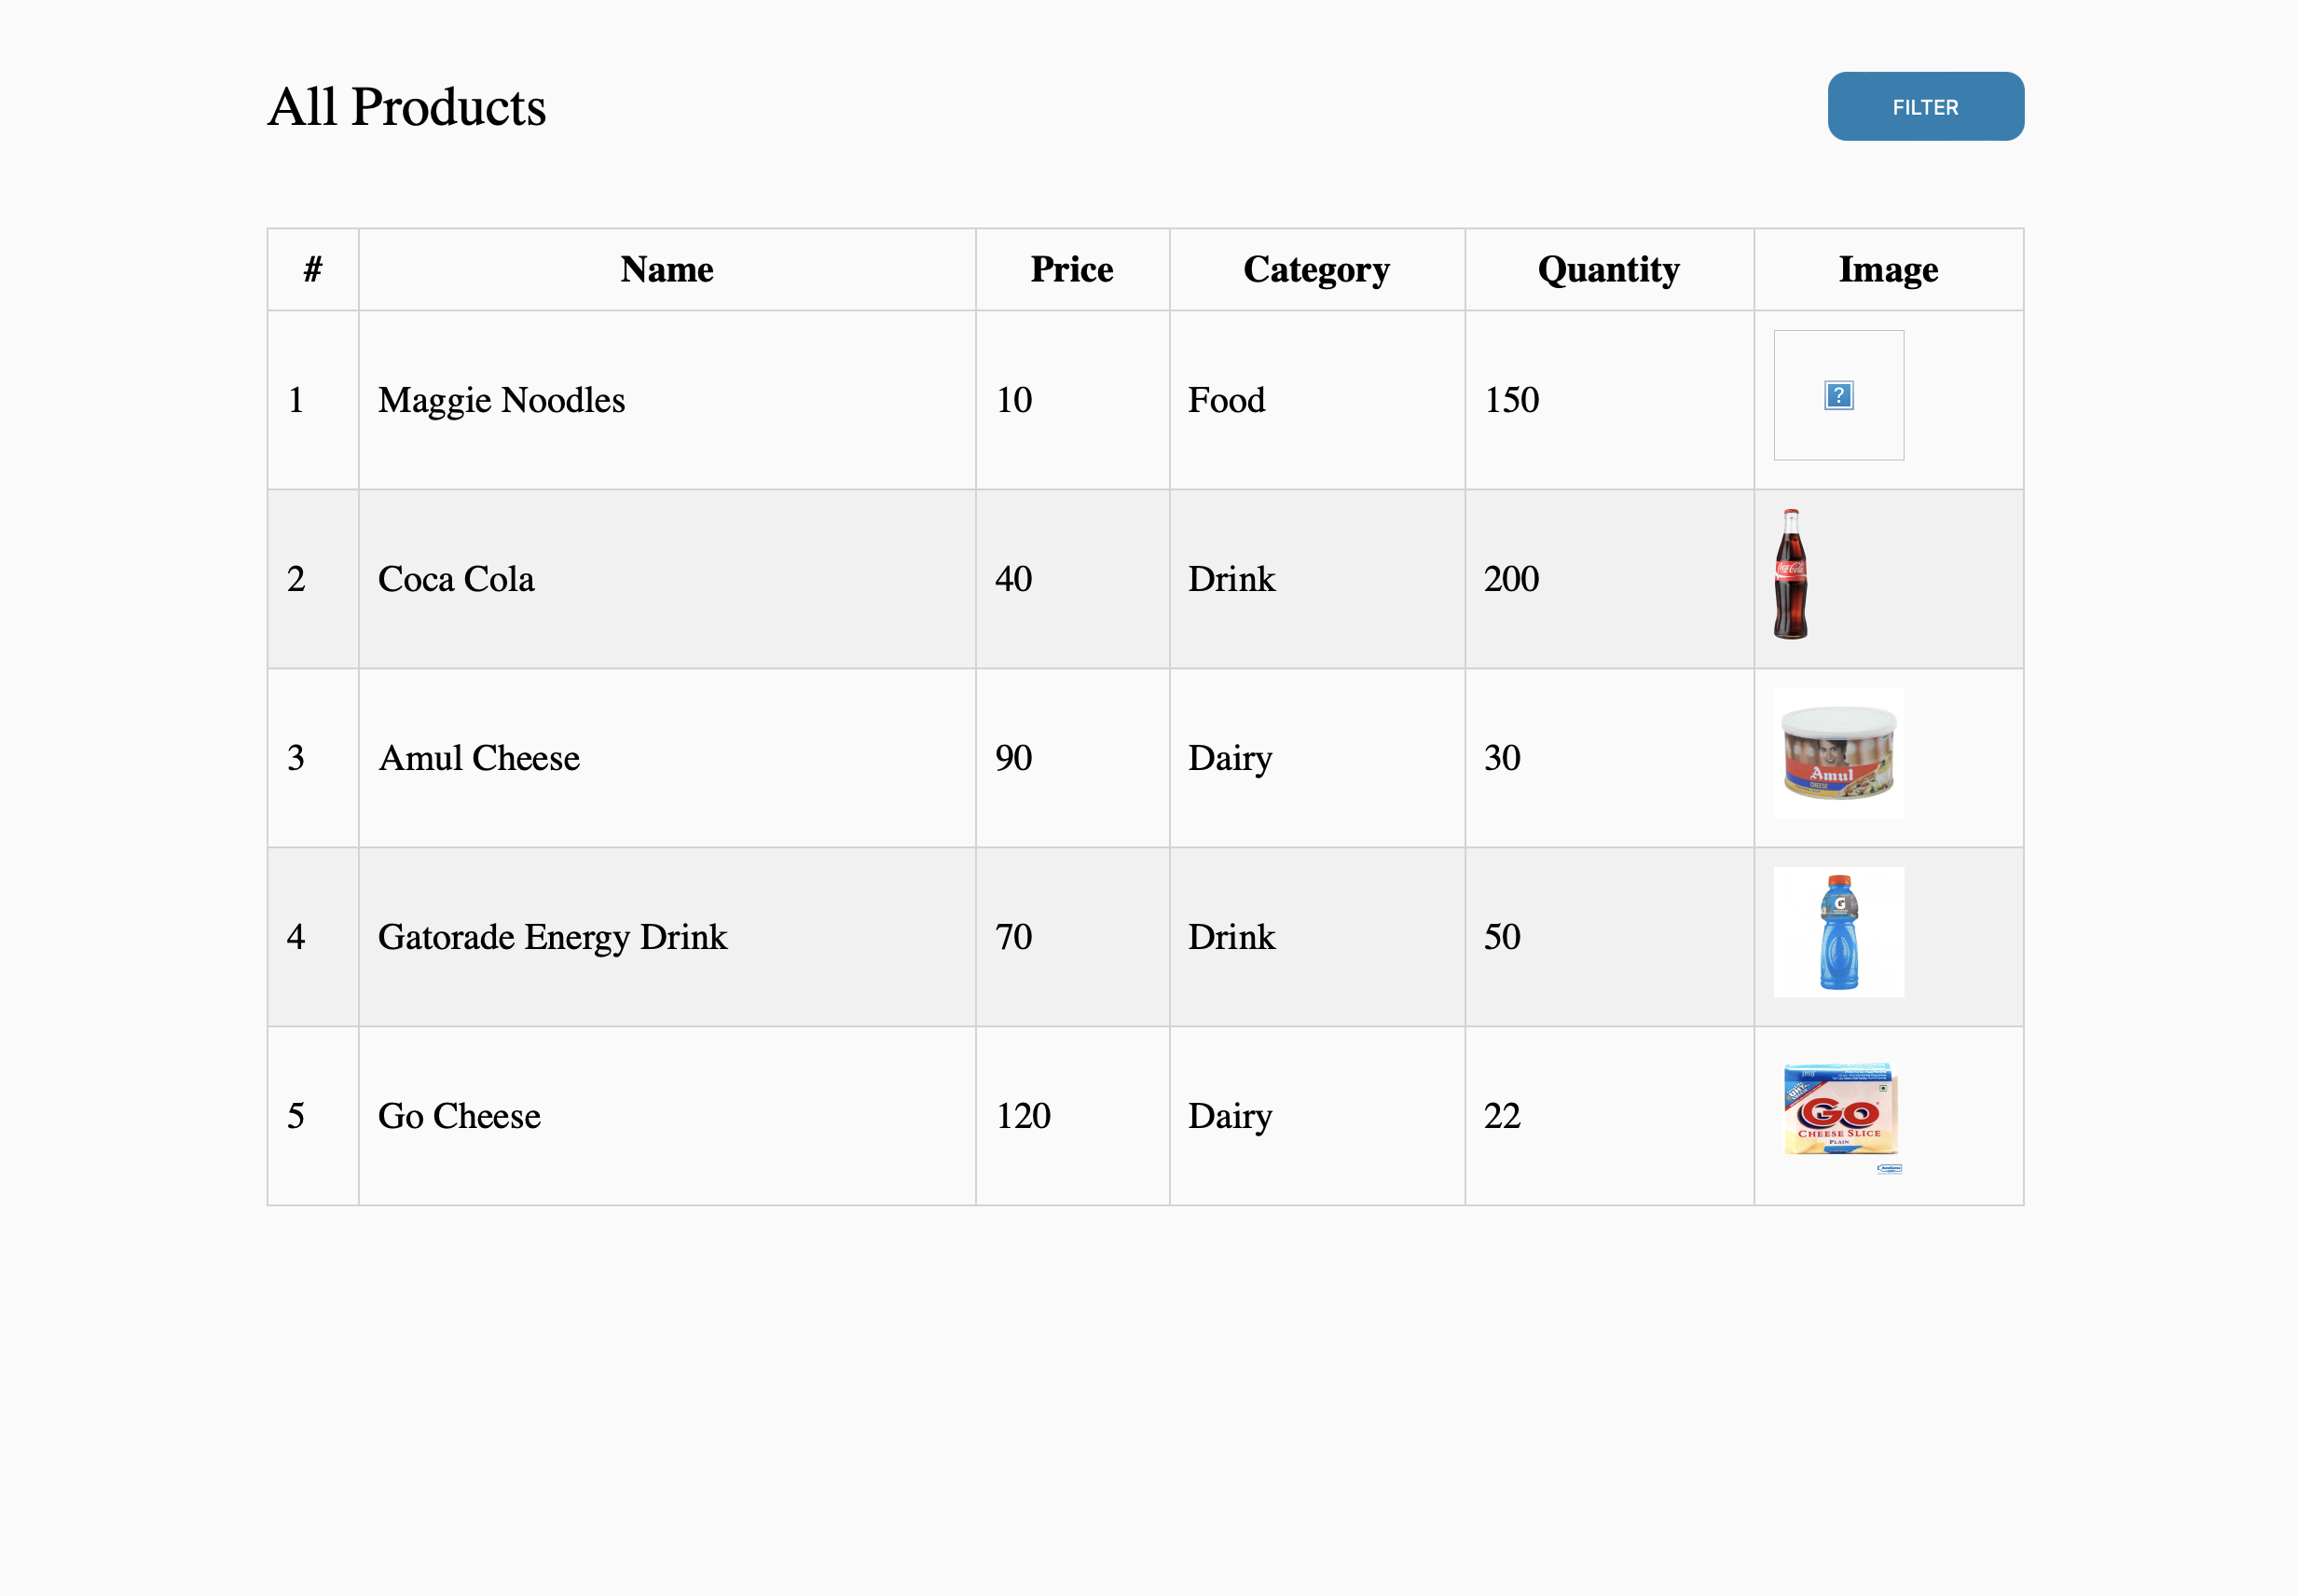 All Products
FILTER
# Name Price Category Quantity Image
1 Maggie Noodles 10 Food 150 ?
2 Coca Cola 40 Drink 200
Coca-Cola
3 Amul Cheese 90 Dairy 30
Amul
CHEESE
4 Gatorade Energy Drink 70 Drink 50
G
5 Go Cheese 120 Dairy 22
GO
CHEESE SLICE
PLAIN